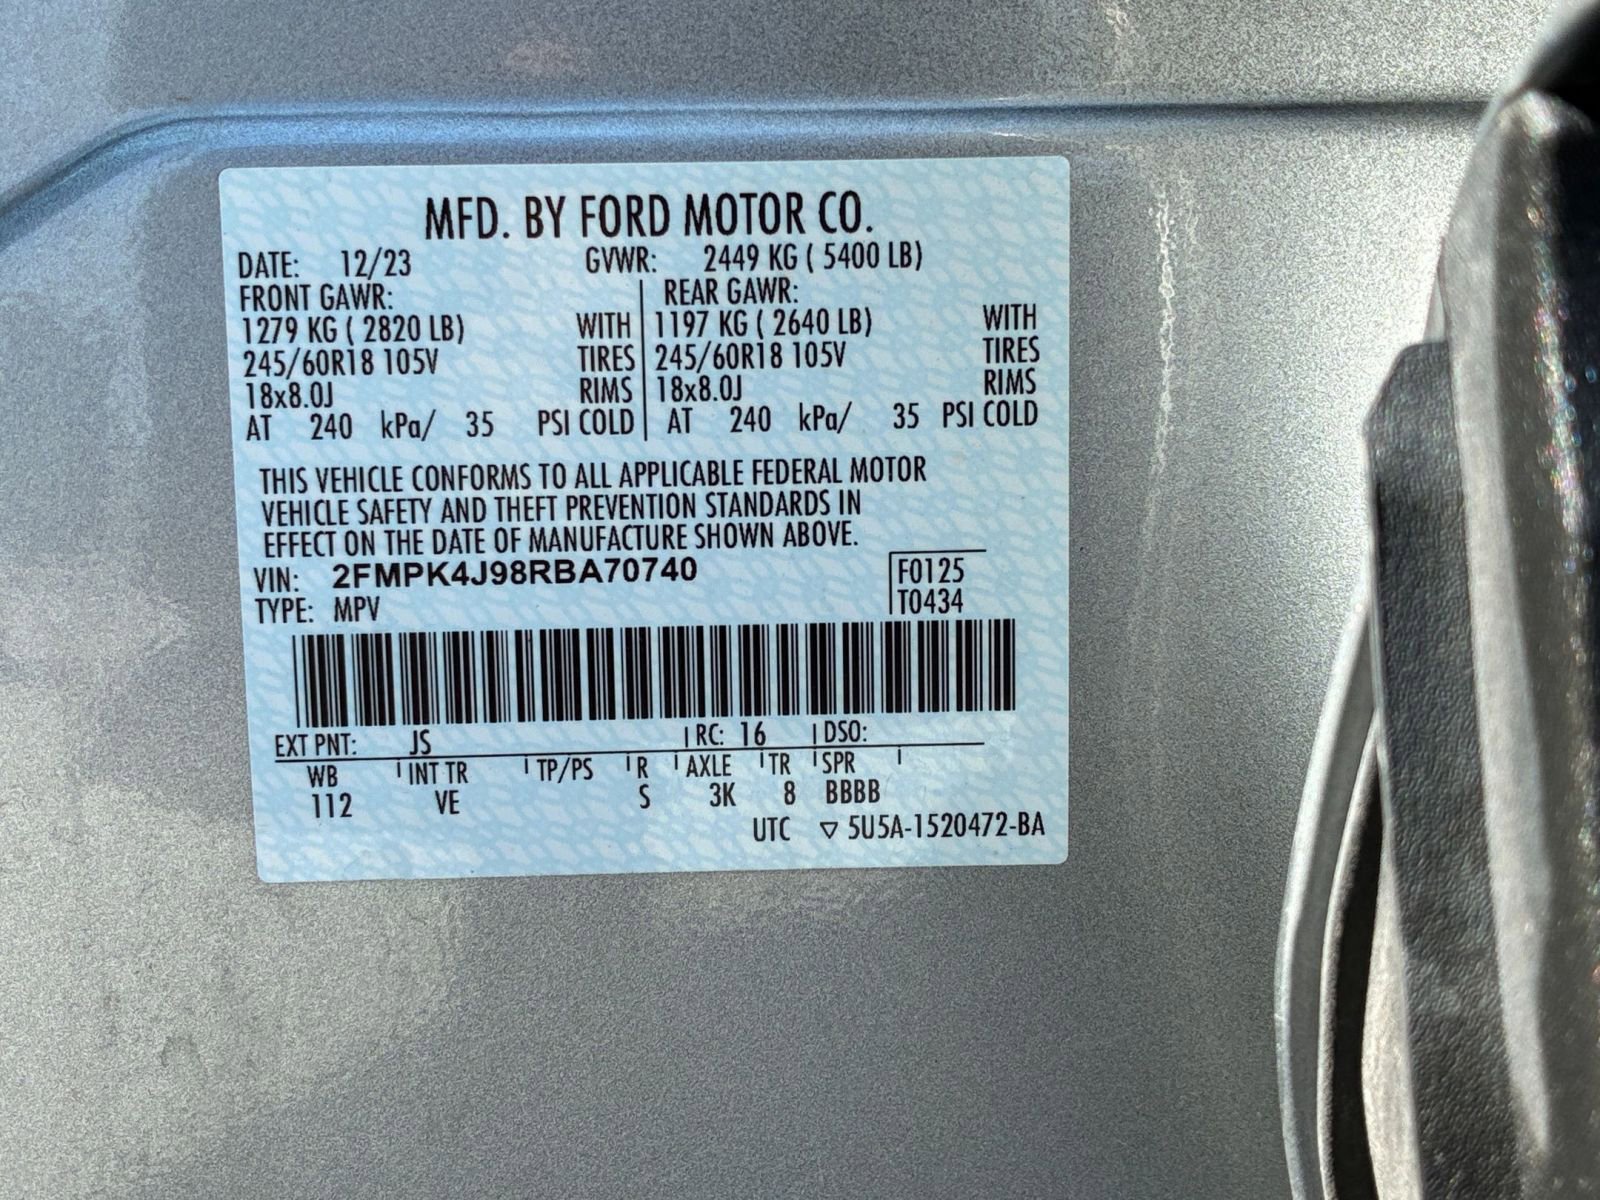 MFD. BY FORD MOTOR CO.
DATE: 12/23 GVWR: 2449 KG ( 5400 LB)
FRONT GAWR: REAR GAWR:
1279 KG ( 2820 LB) WITH 1197 KG ( 2640 LB) WITH
245/60R18 105V TIRES 245/60R18 105V TIRES
18x8.0J RIMS 18x8.0J RIMS
AT 240 kPa/ 35 PSI COLD AT 240 kPa/ 35 PSI COLD
THIS VEHICLE CONFORMS TO ALL APPLICABLE FEDERAL MOTOR
VEHICLE SAFETY AND THEFT PREVENTION STANDARDS IN
EFFECT ON THE DATE OF MANUFACTURE SHOWN ABOVE.
VIN: 2FMPK4J98RBA70740 F0125
TYPE: MPV T0434
EXT PNT: JS RC: 16 DSO:
WB INT TR TP/PS R AXLE TR SPR
112 VE S 3K 8 BBBB
UTC ▽ 5U5A-1520472-BA